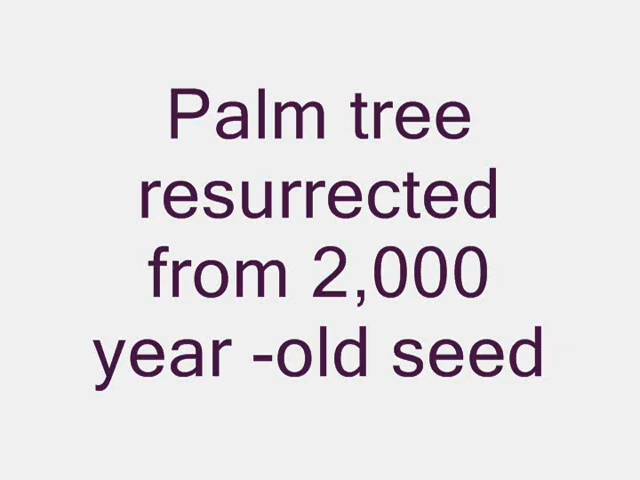 Palm tree
resurrected
from 2,000
year -old seed